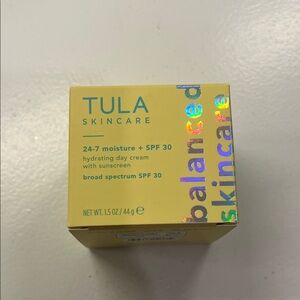 TULA
SKINCARE
24-7 moisture + SPF 30
hydrating day cream
with sunscreen
broad spectrum SPF 30
NET WT. 1.5 OZ / 44 g ℮
balanced
skincare